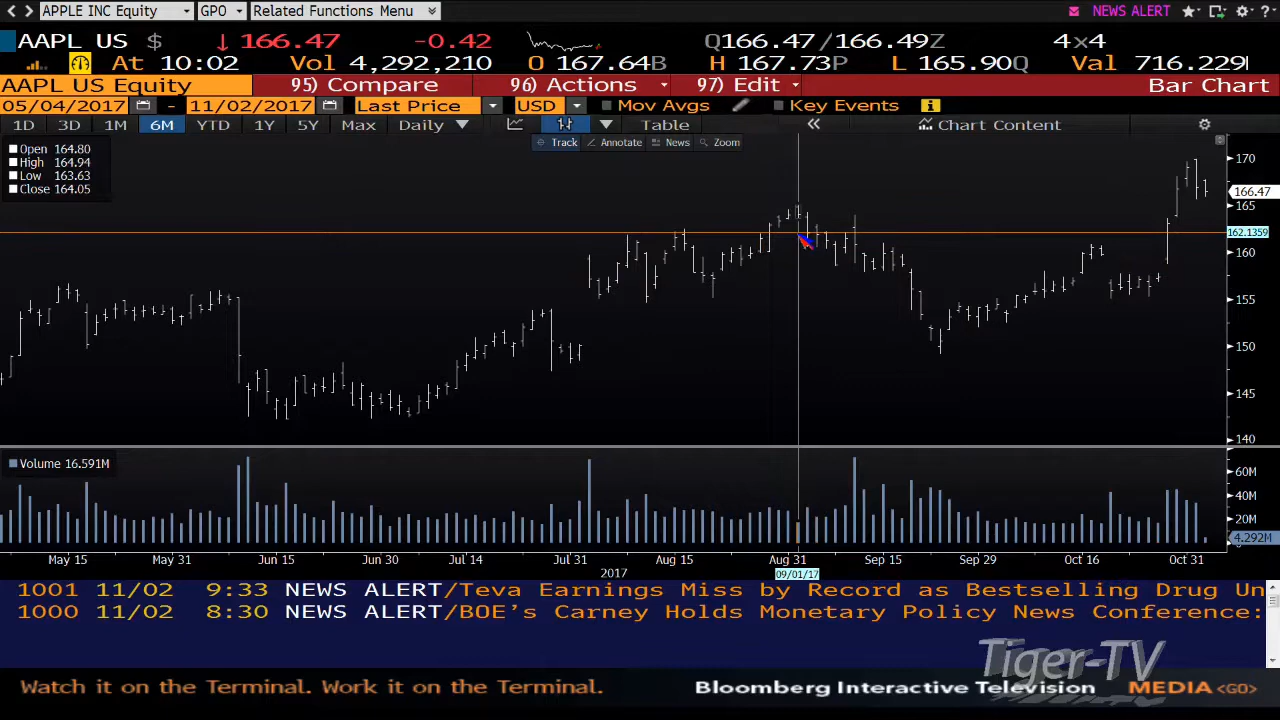 APPLE INC Equity GPO Related Functions Menu
NEWS ALERT ?
AAPL US $ ↓ 166.47 -0.42 Q166.47/166.49Z 4×4
At 10:02 Vol 4,292,210 O 167.64B H 167.73P L 165.90Q Val 716.229
AAPL US Equity 95) Compare 96) Actions 97) Edit Bar Chart
05/04/2017 - 11/02/2017 Last Price USD Mov Avgs Key Events i
1D 3D 1M 6M YTD 1Y 5Y Max Daily Table « Chart Content
Track Annotate News Zoom
Open 164.80
High 164.94
Low 163.63
Close 164.05
170
166.47
165
162.1359
160
155
150
145
140
Volume 16.591M
60M
40M
20M
4.292M
May 15 May 31 Jun 15 Jun 30 Jul 14 Jul 31 Aug 15 Aug 31 Sep 15 Sep 29 Oct 16 Oct 31
2017 09/01/17
1001 11/02 9:33 NEWS ALERT/Teva Earnings Miss by Record as Bestselling Drug Un
1000 11/02 8:30 NEWS ALERT/BOE's Carney Holds Monetary Policy News Conference:
Tiger-TV
Watch it on the Terminal. Work it on the Terminal. Bloomberg Interactive Television MEDIA <GO>